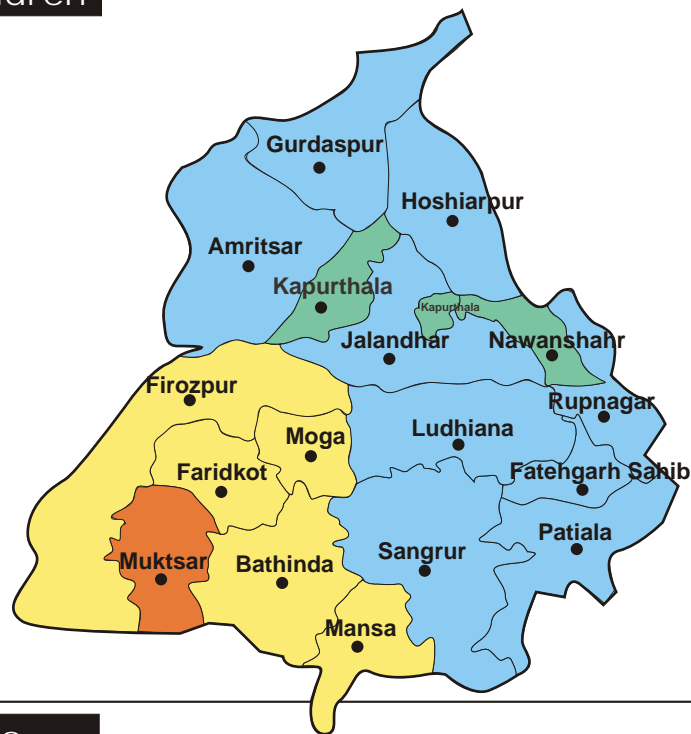 Gurdaspur
Hoshiarpur
Amritsar
Kapurthala
Kapurthala
Jalandhar
Nawanshahr
Firozpur
Rupnagar
Moga
Ludhiana
Faridkot
Fatehgarh Sahib
Patiala
Muktsar
Bathinda
Sangrur
Mansa